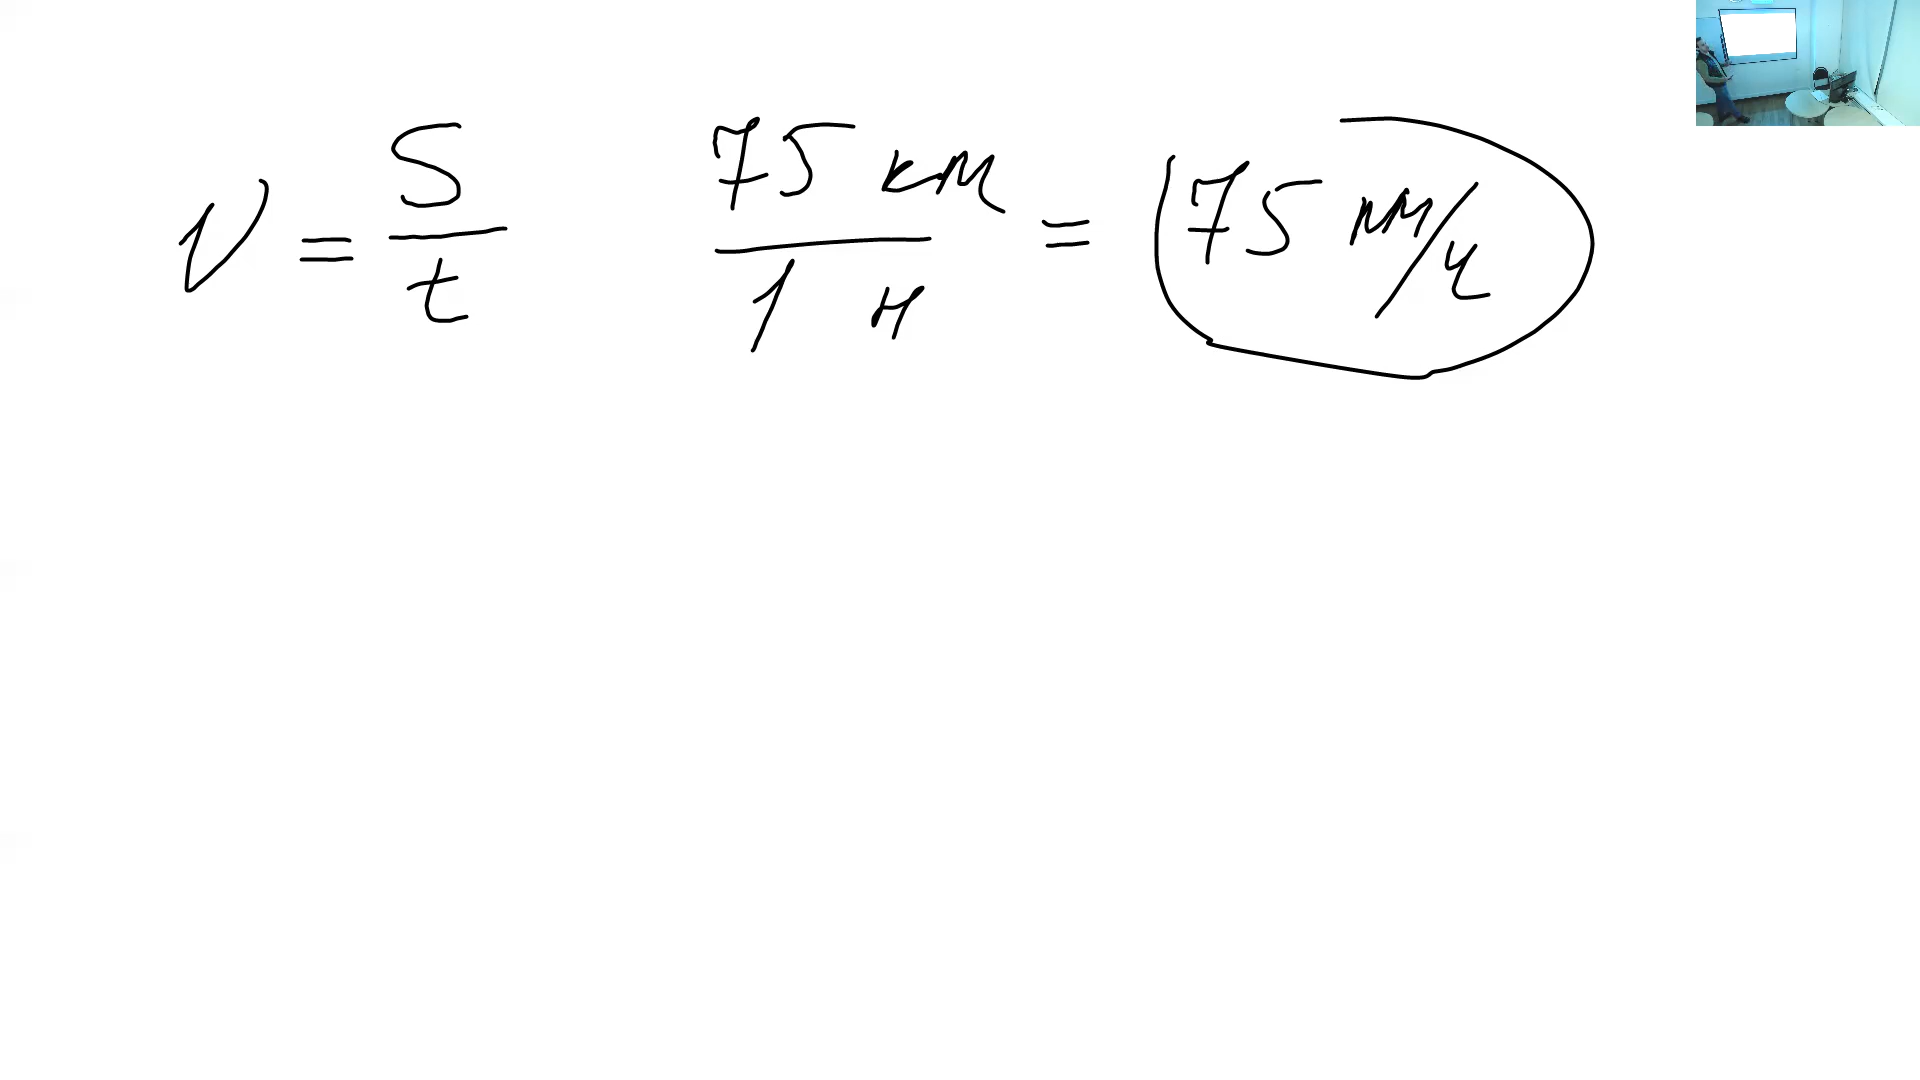 v = S/t 75 км / 1 ч = 75 км/ч